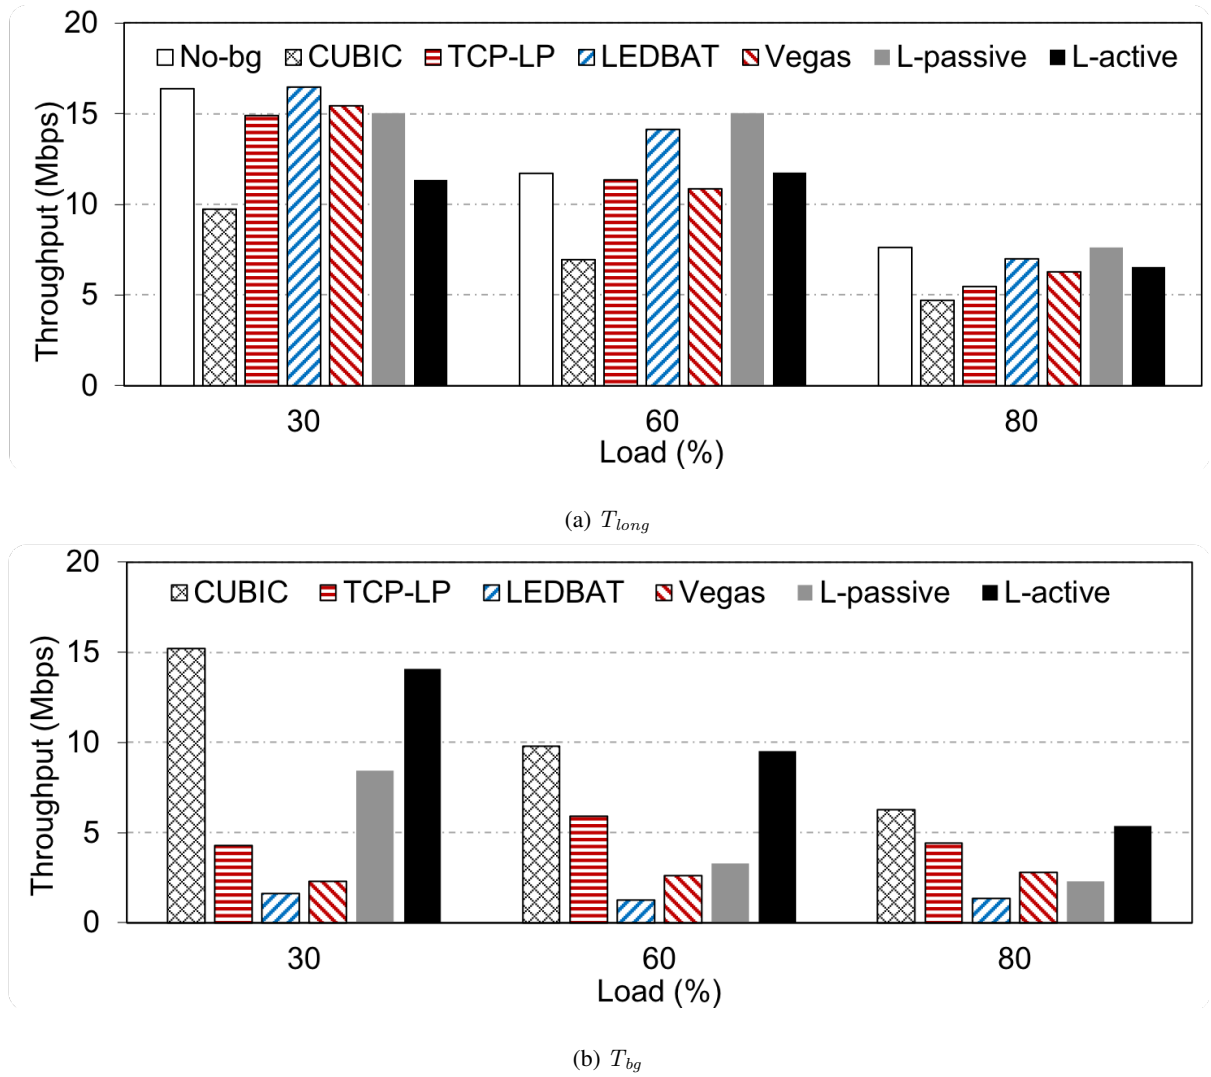 20
No-bg CUBIC TCP-LP LEDBAT Vegas L-passive L-active
15
10
5
0
Throughput (Mbps)
30 60 80
Load (%)
(a) T_long
20
CUBIC TCP-LP LEDBAT Vegas L-passive L-active
15
10
5
0
Throughput (Mbps)
30 60 80
Load (%)
(b) T_bg